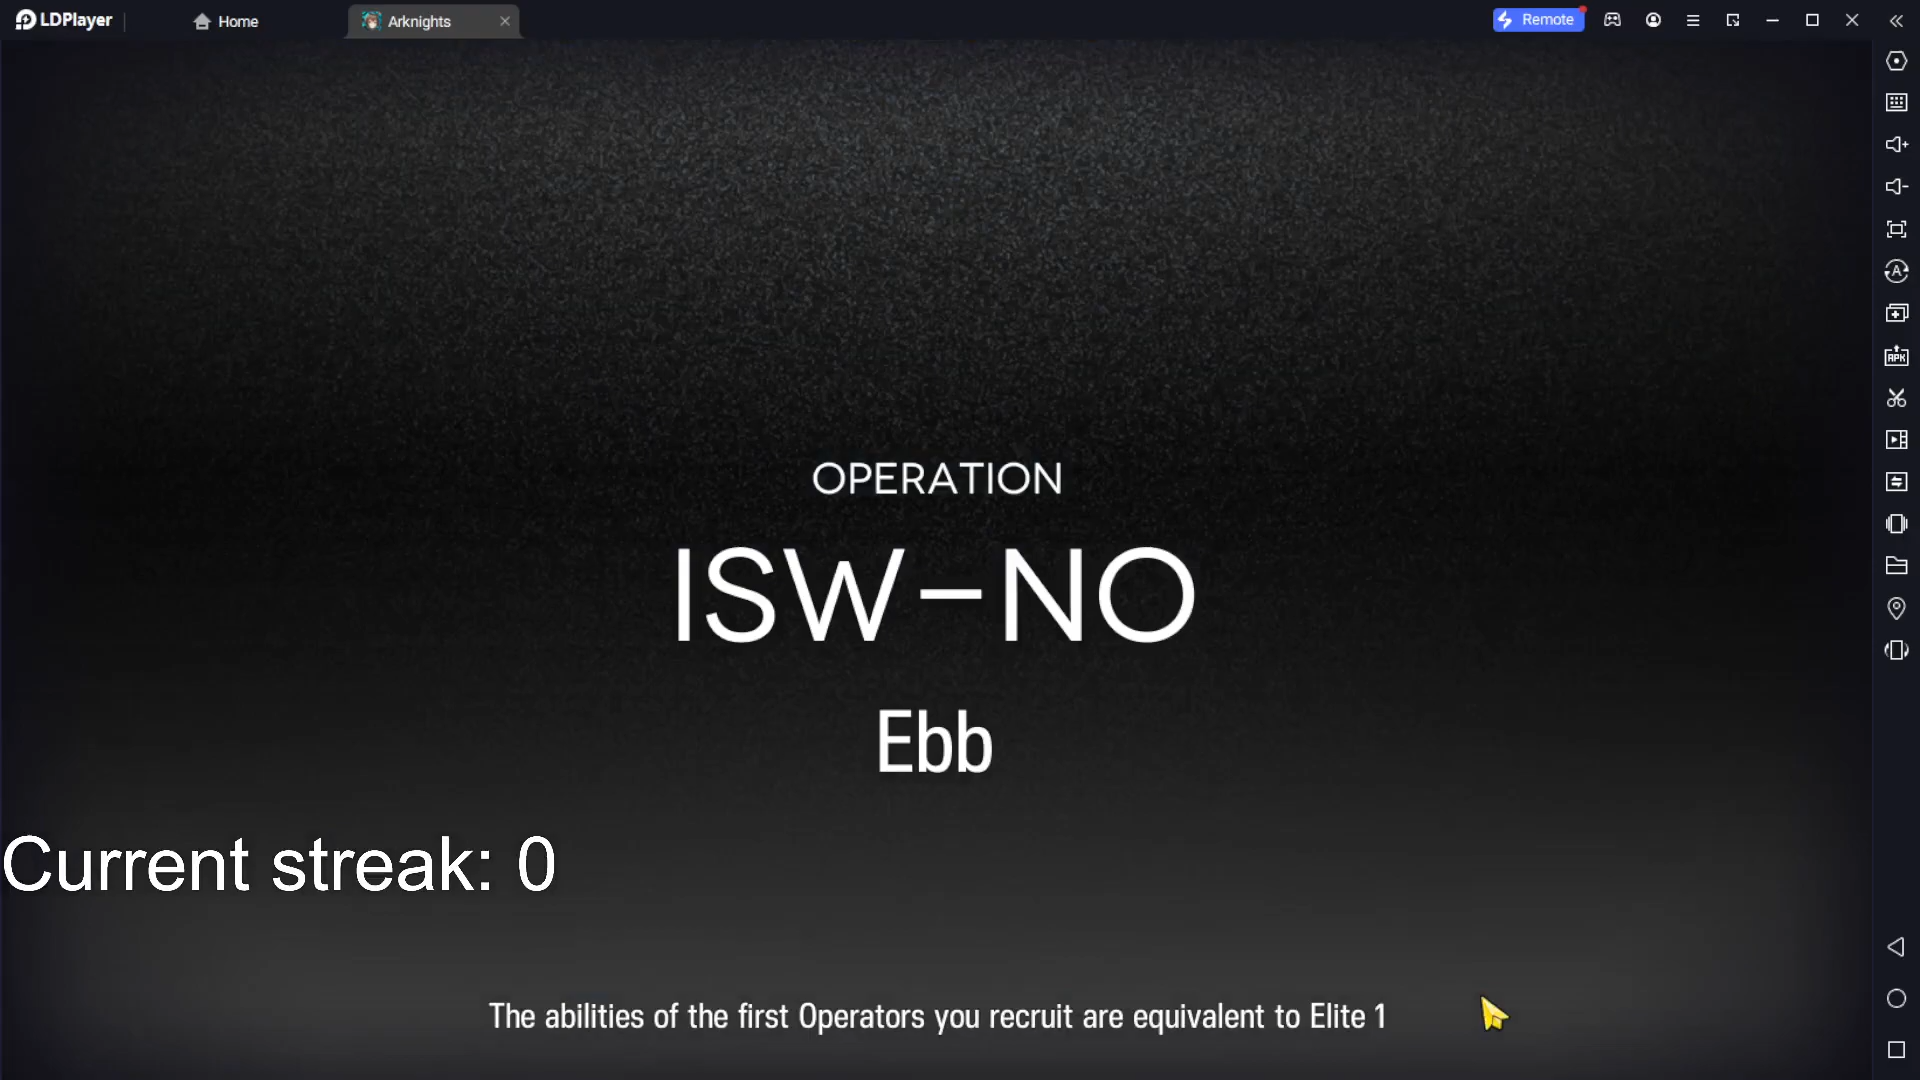 LDPlayer
Home
Arknights
Remote
OPERATION
ISW-NO
Ebb
Current streak: 0
The abilities of the first Operators you recruit are equivalent to Elite 1
A
APK